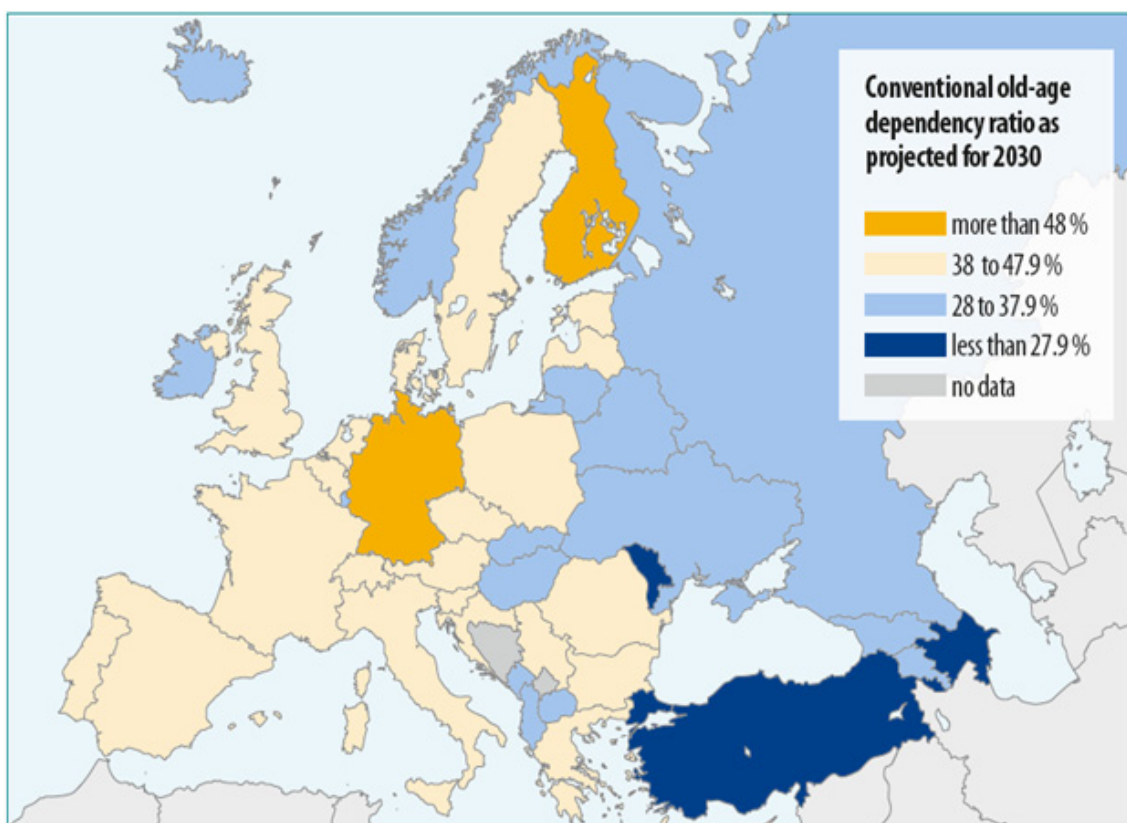 Conventional old-age
dependency ratio as
projected for 2030
more than 48 %
38 to 47.9 %
28 to 37.9 %
less than 27.9 %
no data